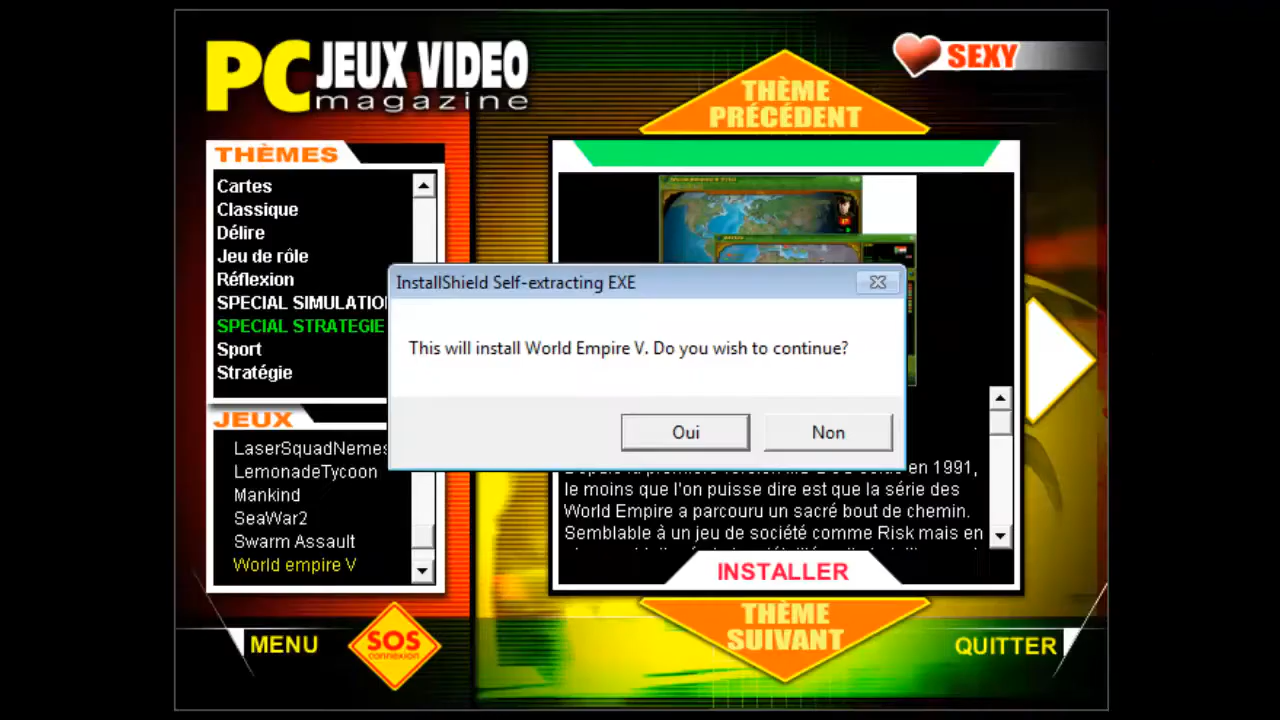 PC JEUX VIDEO
magazine
SEXY
THÈME
PRÉCÉDENT
THÈMES
Cartes
Classique
Délire
Jeu de rôle
Réflexion
SPECIAL SIMULATIO
SPECIAL STRATEGIE
Sport
Stratégie
JEUX
LaserSquadNemes
LemonadeTycoon
Mankind
SeaWar2
Swarm Assault
World empire V
InstallShield Self-extracting EXE
This will install World Empire V. Do you wish to continue?
Oui
Non
en 1991,
le moins que l'on puisse dire est que la série des
World Empire a parcouru un sacré bout de chemin.
Semblable à un jeu de société comme Risk mais en
INSTALLER
THÈME
SUIVANT
MENU
SOS
connexion
QUITTER